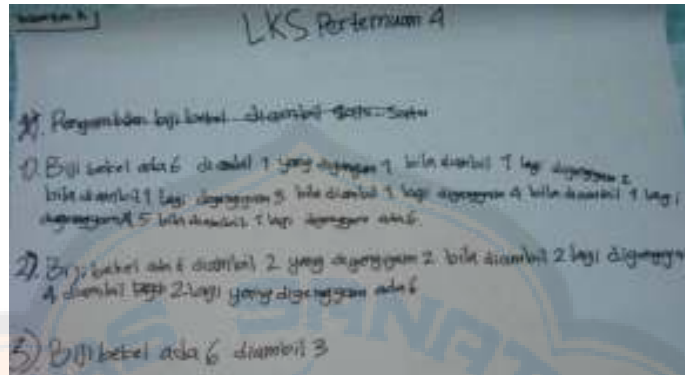 LKS Pertemuan 4
1). Pengambilan biji bekel diambil satu-satu
1). Biji bekel ada 6 diambil 1 yang digenggam 1 bila diambil 1 lagi digenggam 2
bila diambil 1 lagi digenggam 3 bila diambil 1 lagi digenggam 4 bila diambil 1 lagi
digenggam 5 bila diambil 1 lagi digenggam ada 6.
2). Biji bekel ada 6 diambil 2 yang digenggam 2 bila diambil 2 lagi digenggam
4 diambil lagi 2 lagi yang digenggam ada 6
3) Biji bekel ada 6 diambil 3
SANAT